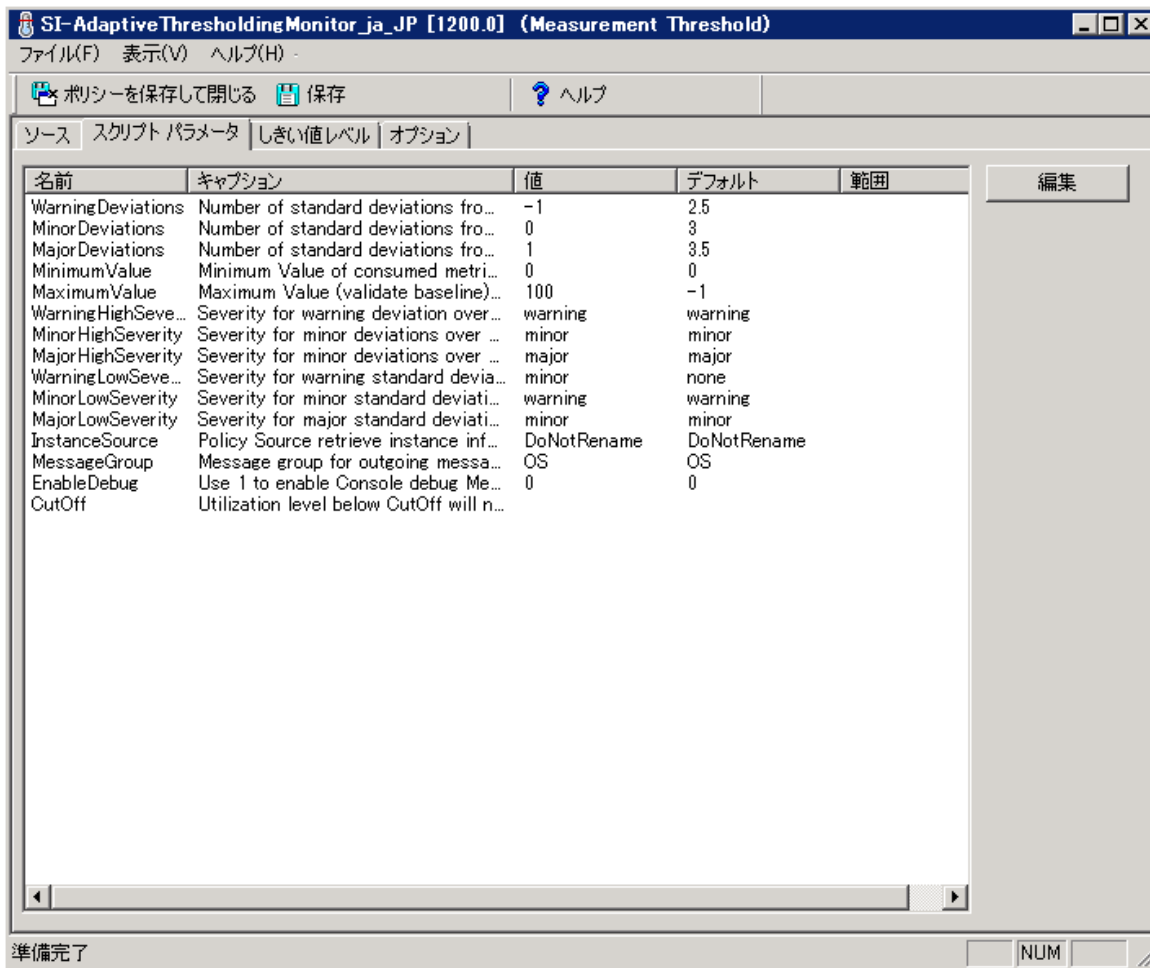 SI-AdaptiveThresholdingMonitor_ja_JP [1200.0] (Measurement Threshold)
ファイル(F) 表示(V) ヘルプ(H)
ポリシーを保存して閉じる 保存 ヘルプ
ソース スクリプト パラメータ しきい値レベル オプション
名前 キャプション 値 デフォルト 範囲 編集
WarningDeviations Number of standard deviations fro... -1 2.5
MinorDeviations Number of standard deviations fro... 0 3
MajorDeviations Number of standard deviations fro... 1 3.5
MinimumValue Minimum Value of consumed metri... 0 0
MaximumValue Maximum Value (validate baseline)... 100 -1
WarningHighSeve... Severity for warning deviation over... warning warning
MinorHighSeverity Severity for minor deviations over ... minor minor
MajorHighSeverity Severity for minor deviations over ... major major
WarningLowSeve... Severity for warning standard devia... minor none
MinorLowSeverity Severity for minor standard deviati... warning warning
MajorLowSeverity Severity for major standard deviati... minor minor
InstanceSource Policy Source retrieve instance inf... DoNotRename DoNotRename
MessageGroup Message group for outgoing messa... OS OS
EnableDebug Use 1 to enable Console debug Me... 0 0
CutOff Utilization level below CutOff will n...
準備完了 NUM